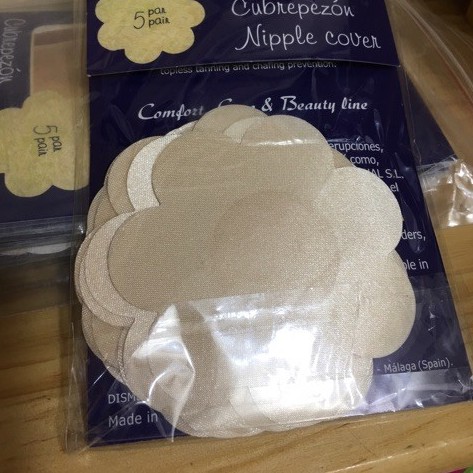 5 par
pair
Cubrepezón
Nipple cover
topless tanning and chafing prevention.
Cubrepezón
5 par
pair
Comfort, Care & Beauty line
erupciones,
como,
S.L.
el
ders,
in
- Málaga (Spain).
DISM
Made in